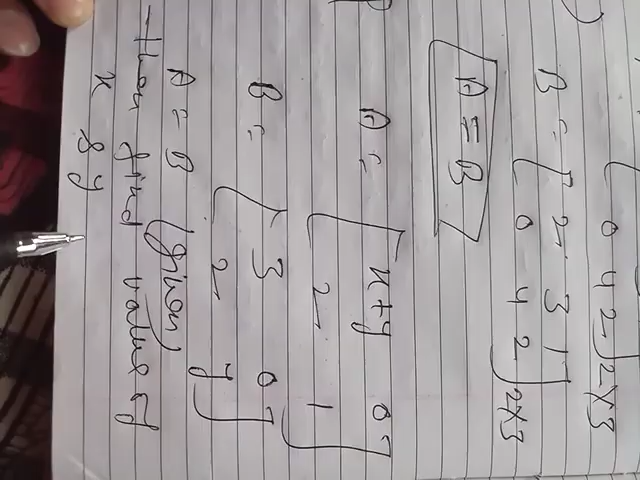 [ 0 4 2 ] 2×3
B = [ 2 3 1
0 4 2 ] 2×3
A = B
A = [ x+y 0
2 1 ]
B = [ 3 0
2 y ]
A = B (given)
then find value of
x & y